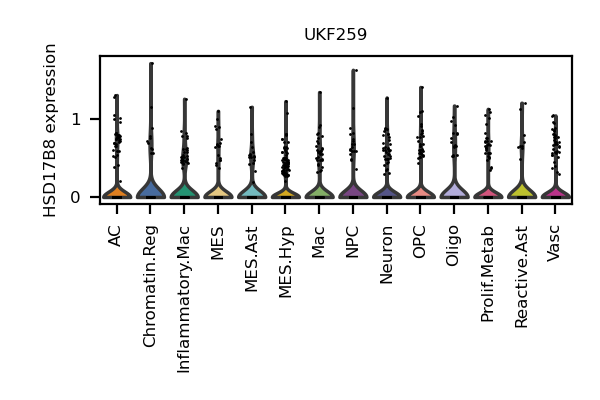 UKF259
HSD17B8 expression
1
0
AC
Chromatin.Reg
Inflammatory.Mac
MES
MES.Ast
MES.Hyp
Mac
NPC
Neuron
OPC
Oligo
Prolif.Metab
Reactive.Ast
Vasc